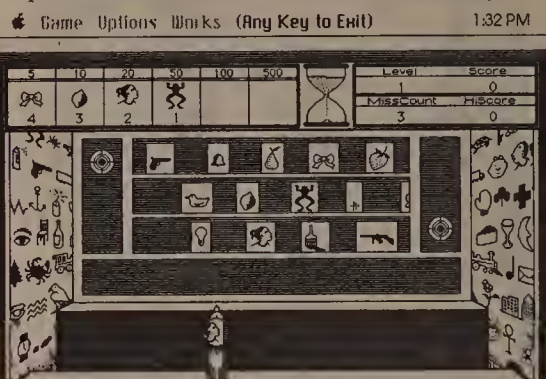 Game Options Works (Any Key to Exit) 1:32 PM
5 10 20 50 100 500
4 3 2 1
Level Score
1 0
MissCount HiScore
3 0